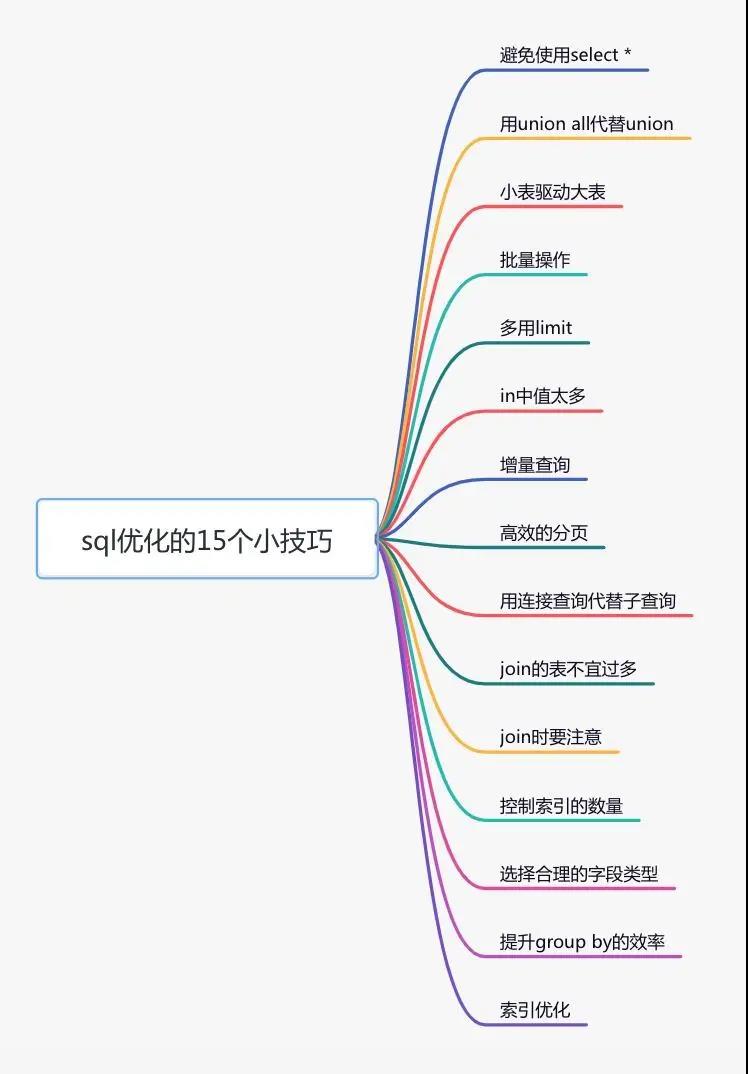 避免使用select *
用union all代替union
小表驱动大表
批量操作
多用limit
in中值太多
增量查询
高效的分页
sql优化的15个小技巧
用连接查询代替子查询
join的表不宜过多
join时要注意
控制索引的数量
选择合理的字段类型
提升group by的效率
索引优化